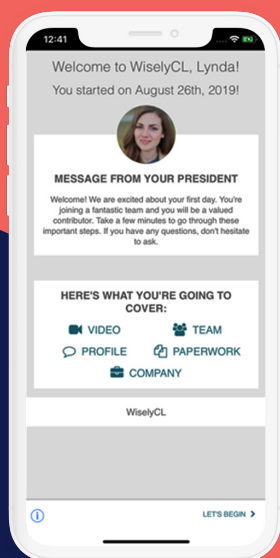 12:41
Welcome to WiselyCL, Lynda!
You started on August 26th, 2019!
MESSAGE FROM YOUR PRESIDENT
Welcome! We are excited about your first day. You're
joining a fantastic team and you will be a valued
contributor. Take a few minutes to go through these
important steps. If you have any questions, don't hesitate
to ask.
HERE'S WHAT YOU'RE GOING TO
COVER:
VIDEO TEAM
PROFILE PAPERWORK
COMPANY
WiselyCL
LET'S BEGIN